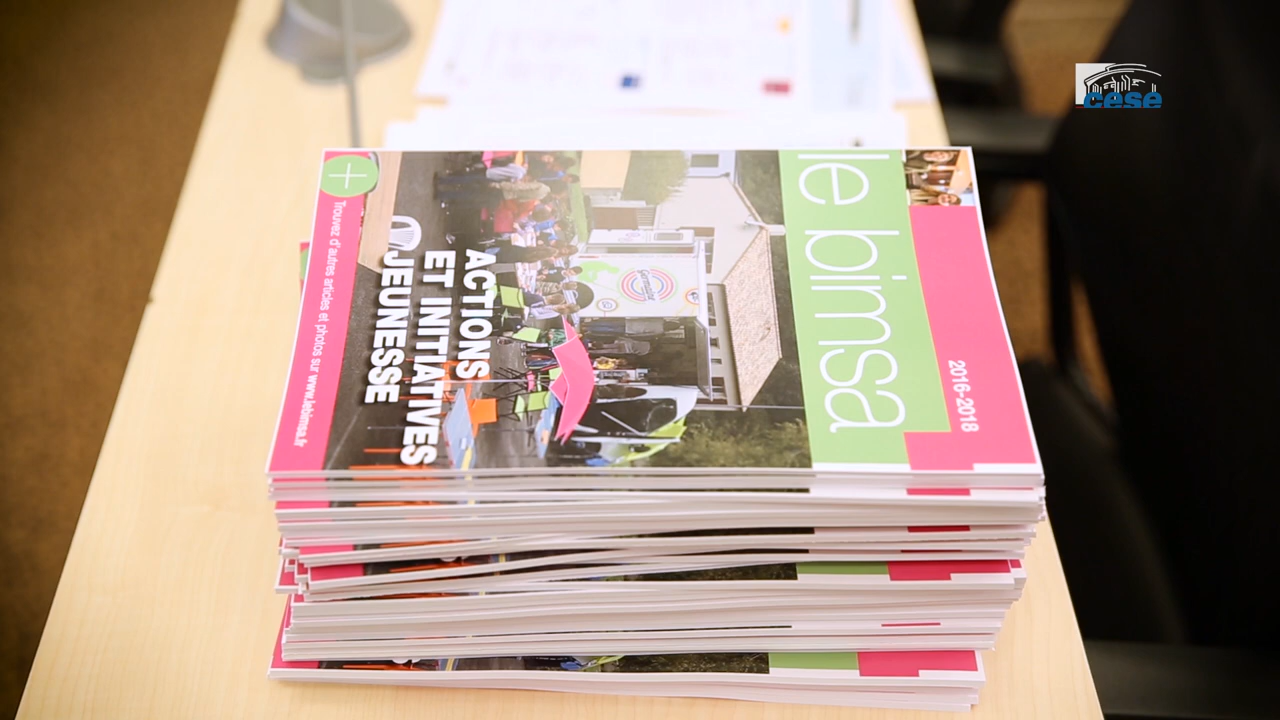 cese
le bimsa
2016-2018
ACTIONS
ET INITIATIVES
JEUNESSE
Trouvez d'autres articles et photos sur www.lebimsa.fr